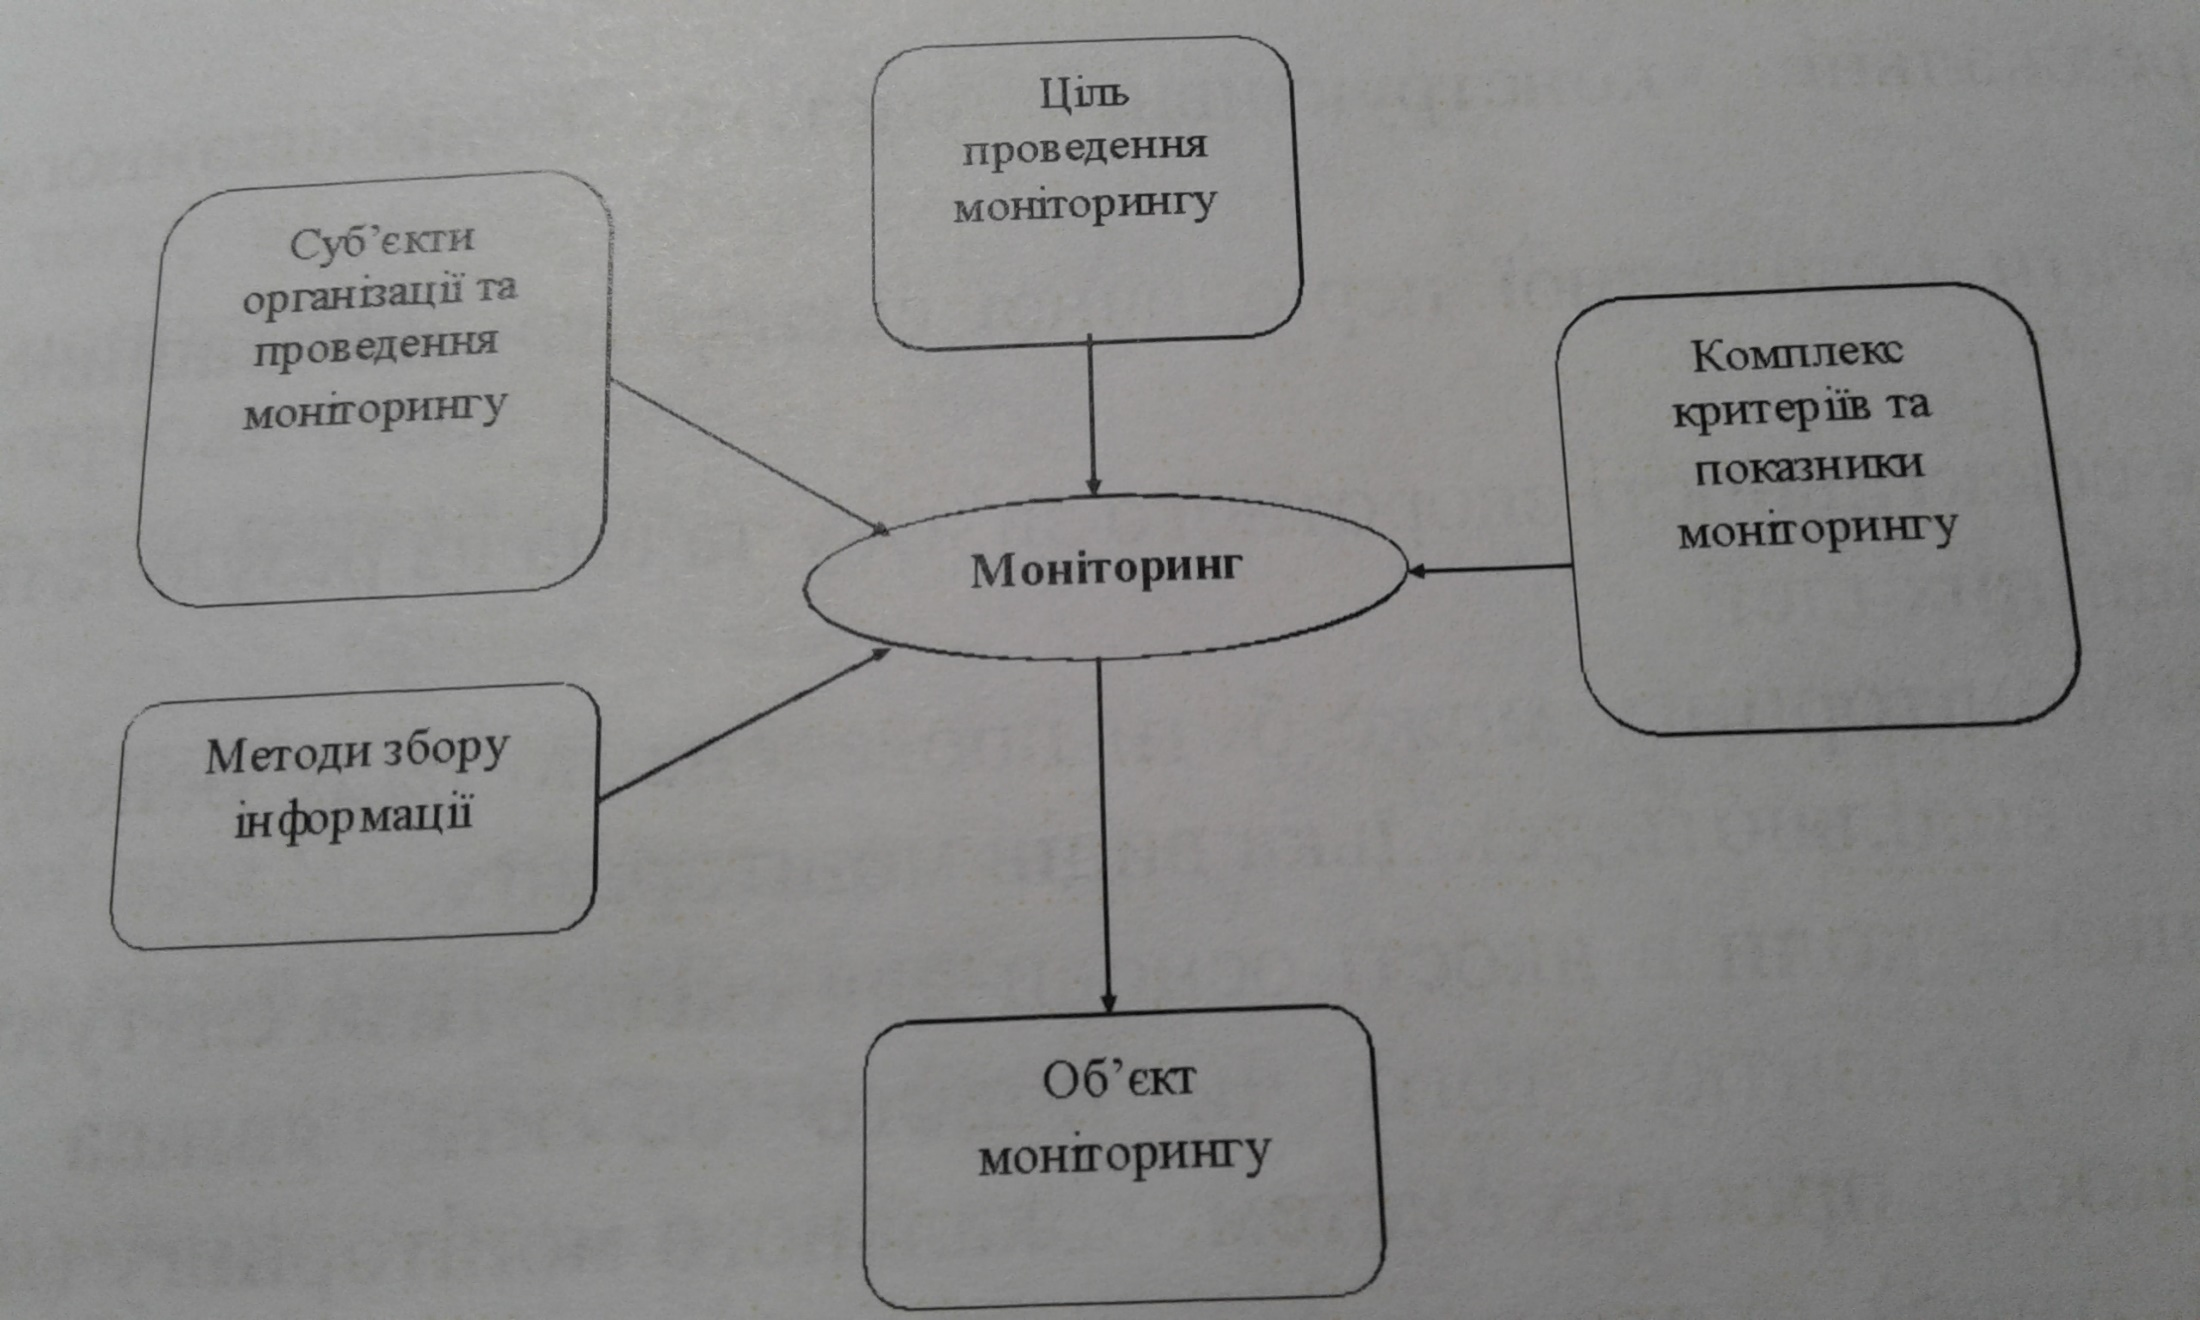 Ціль
проведення
моніторингу
Суб’єкти
організації та
проведення
моніторингу
Комплекс
критеріїв та
показники
моніторингу
Моніторинг
Методи збору
інформації
Об’єкт
моніторингу